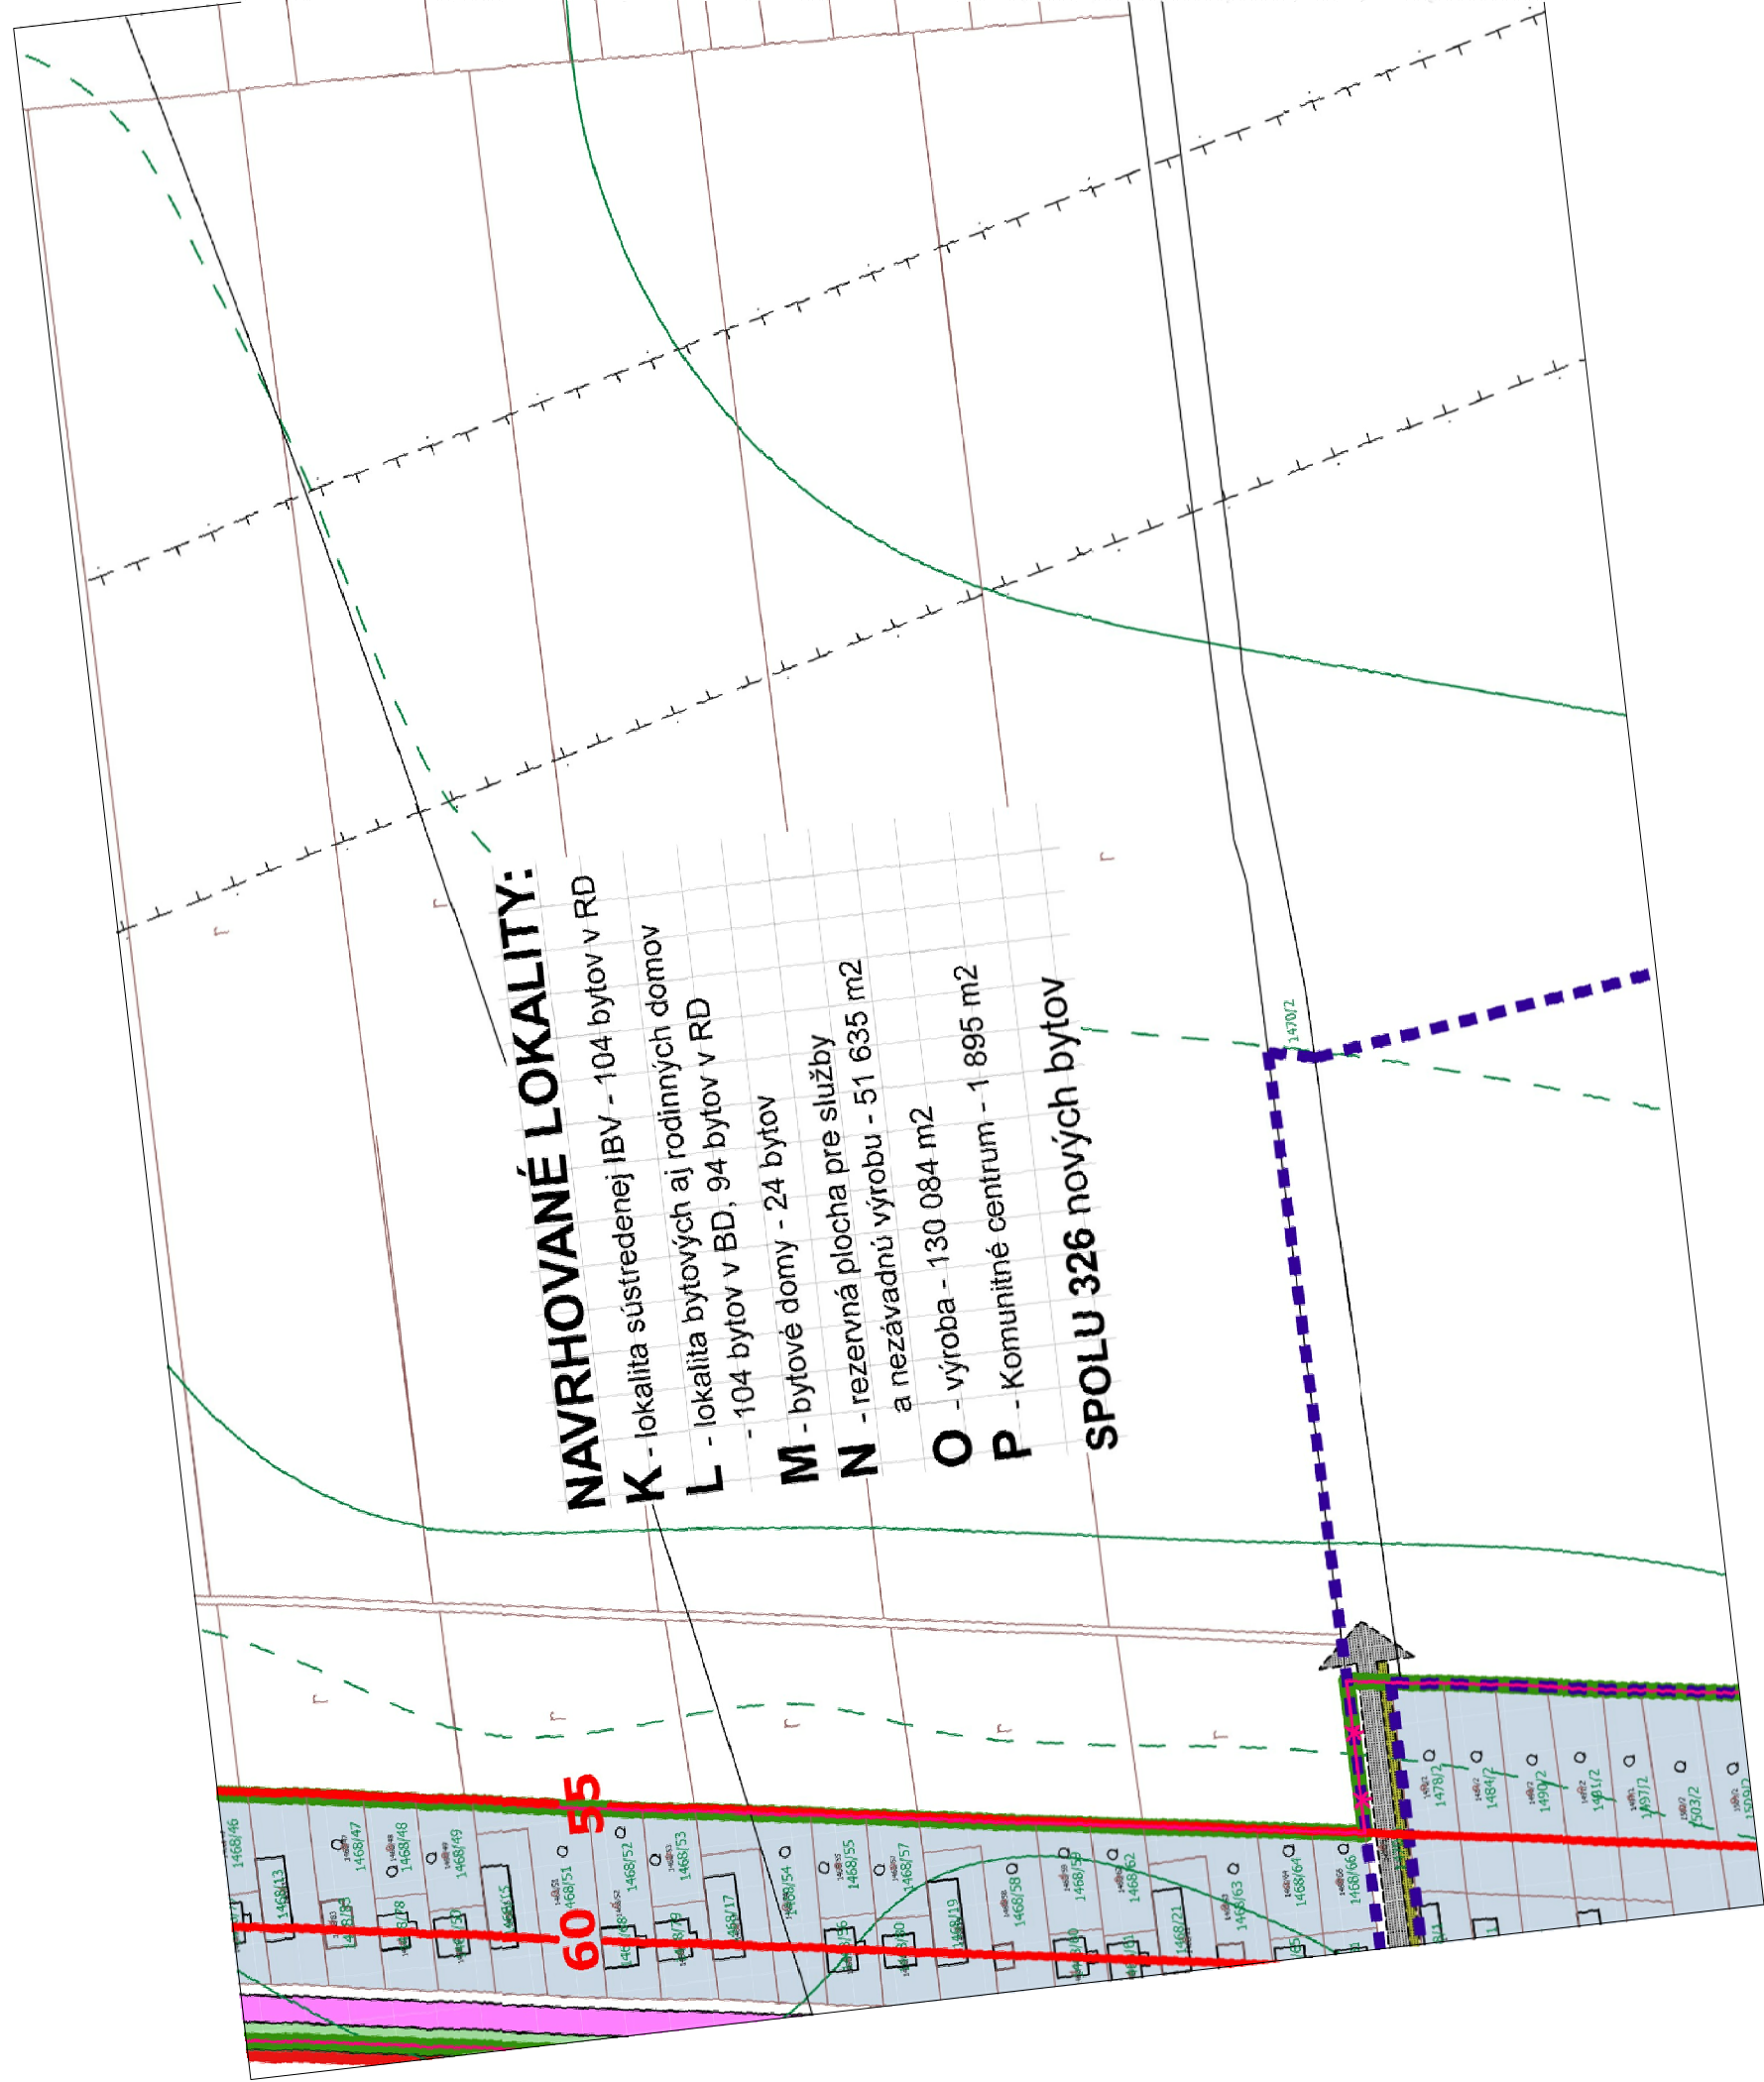 NAVRHOVANÉ LOKALITY:
K - lokalita sústredenej IBV - 104 bytov v RD
L - lokalita bytových aj rodinných domov
- 104 bytov v BD, 94 bytov v RD
M - bytové domy - 24 bytov
N - rezervná plocha pre služby
a nezávadnú výrobu - 51 635 m2
O - výroba - 130 084 m2
P - Komunitné centrum - 1 895 m2
SPOLU 326 nových bytov
1470/2
55
60
1468/46
1468/13
1468/47
1468/48
1468/49
1468/51
1468/52
1468/53
1468/17
1468/54
1468/55
1468/57
1468/19
1468/58
1468/59
1468/62
1468/21
1468/63
1468/64
1468/66
1478/2
1484/2
1490/2
1491/2
1497/2
1503/2